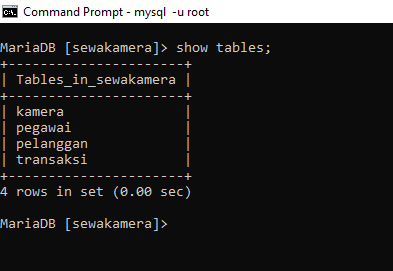 Command Prompt - mysql -u root
MariaDB [sewakamera]> show tables;
+----------------------+
| Tables_in_sewakamera |
+----------------------+
| kamera               |
| pegawai              |
| pelanggan            |
| transaksi            |
+----------------------+
4 rows in set (0.00 sec)
MariaDB [sewakamera]>